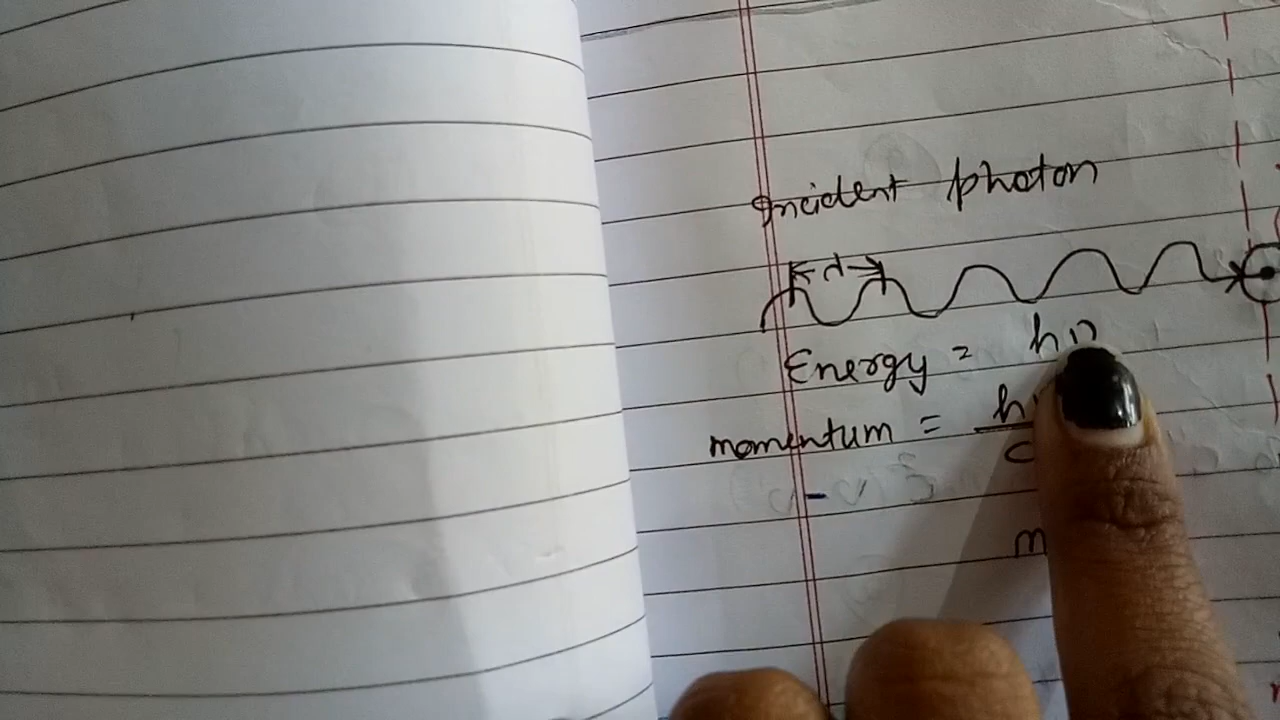 Incident photon
λ
Energy = hν
momentum = h
c
m